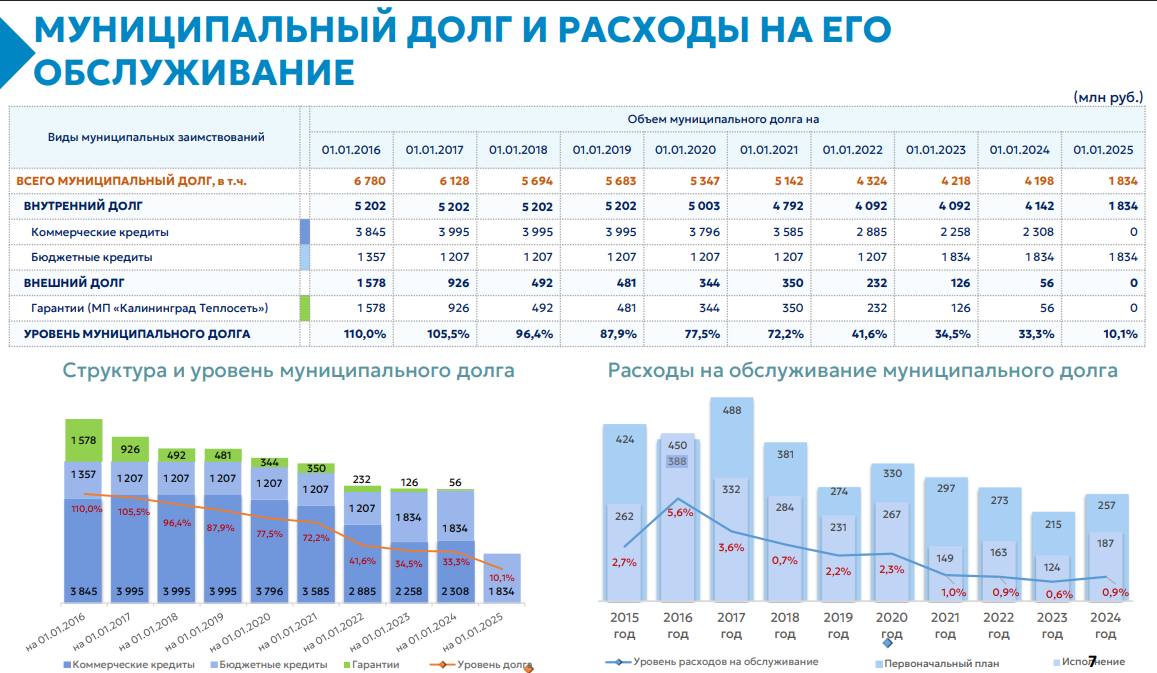 МУНИЦИПАЛЬНЫЙ ДОЛГ И РАСХОДЫ НА ЕГО
ОБСЛУЖИВАНИЕ
(млн руб.)
Виды муниципальных заимствований
Объем муниципального долга на
01.01.2016 01.01.2017 01.01.2018 01.01.2019 01.01.2020 01.01.2021 01.01.2022 01.01.2023 01.01.2024 01.01.2025
ВСЕГО МУНИЦИПАЛЬНЫЙ ДОЛГ, в т.ч. 6 780 6 128 5 694 5 683 5 347 5 142 4 324 4 218 4 198 1 834
ВНУТРЕННИЙ ДОЛГ 5 202 5 202 5 202 5 202 5 003 4 792 4 092 4 092 4 142 1 834
Коммерческие кредиты 3 845 3 995 3 995 3 995 3 796 3 585 2 885 2 258 2 308 0
Бюджетные кредиты 1 357 1 207 1 207 1 207 1 207 1 207 1 207 1 834 1 834 1 834
ВНЕШНИЙ ДОЛГ 1 578 926 492 481 344 350 232 126 56 0
Гарантии (МП «Калининград Теплосеть») 1 578 926 492 481 344 350 232 126 56 0
УРОВЕНЬ МУНИЦИПАЛЬНОГО ДОЛГА 110,0% 105,5% 96,4% 87,9% 77,5% 72,2% 41,6% 34,5% 33,3% 10,1%
Структура и уровень муниципального долга
1 578 926 492 481 344 350 232 126 56
1 357 1 207 1 207 1 207 1 207 1 207 1 207 1 834 1 834
110,0% 105,5% 96,4% 87,9% 77,5% 72,2% 41,6% 34,5% 33,3% 10,1%
3 845 3 995 3 995 3 995 3 796 3 585 2 885 2 258 2 308 1 834
на 01.01.2016 на 01.01.2017 на 01.01.2018 на 01.01.2019 на 01.01.2020 на 01.01.2021 на 01.01.2022 на 01.01.2023 на 01.01.2024 на 01.01.2025
Коммерческие кредиты Бюджетные кредиты Гарантии Уровень долга
Расходы на обслуживание муниципального долга
424 450 488 381 274 330 297 273 215 257
262 388 332 284 231 267 149 163 124 187
2,7% 5,6% 3,6% 0,7% 2,2% 2,3% 1,0% 0,9% 0,6% 0,9%
2015 2016 2017 2018 2019 2020 2021 2022 2023 2024
год год год год год год год год год год
Уровень расходов на обслуживание Первоначальный план Исполнение
7